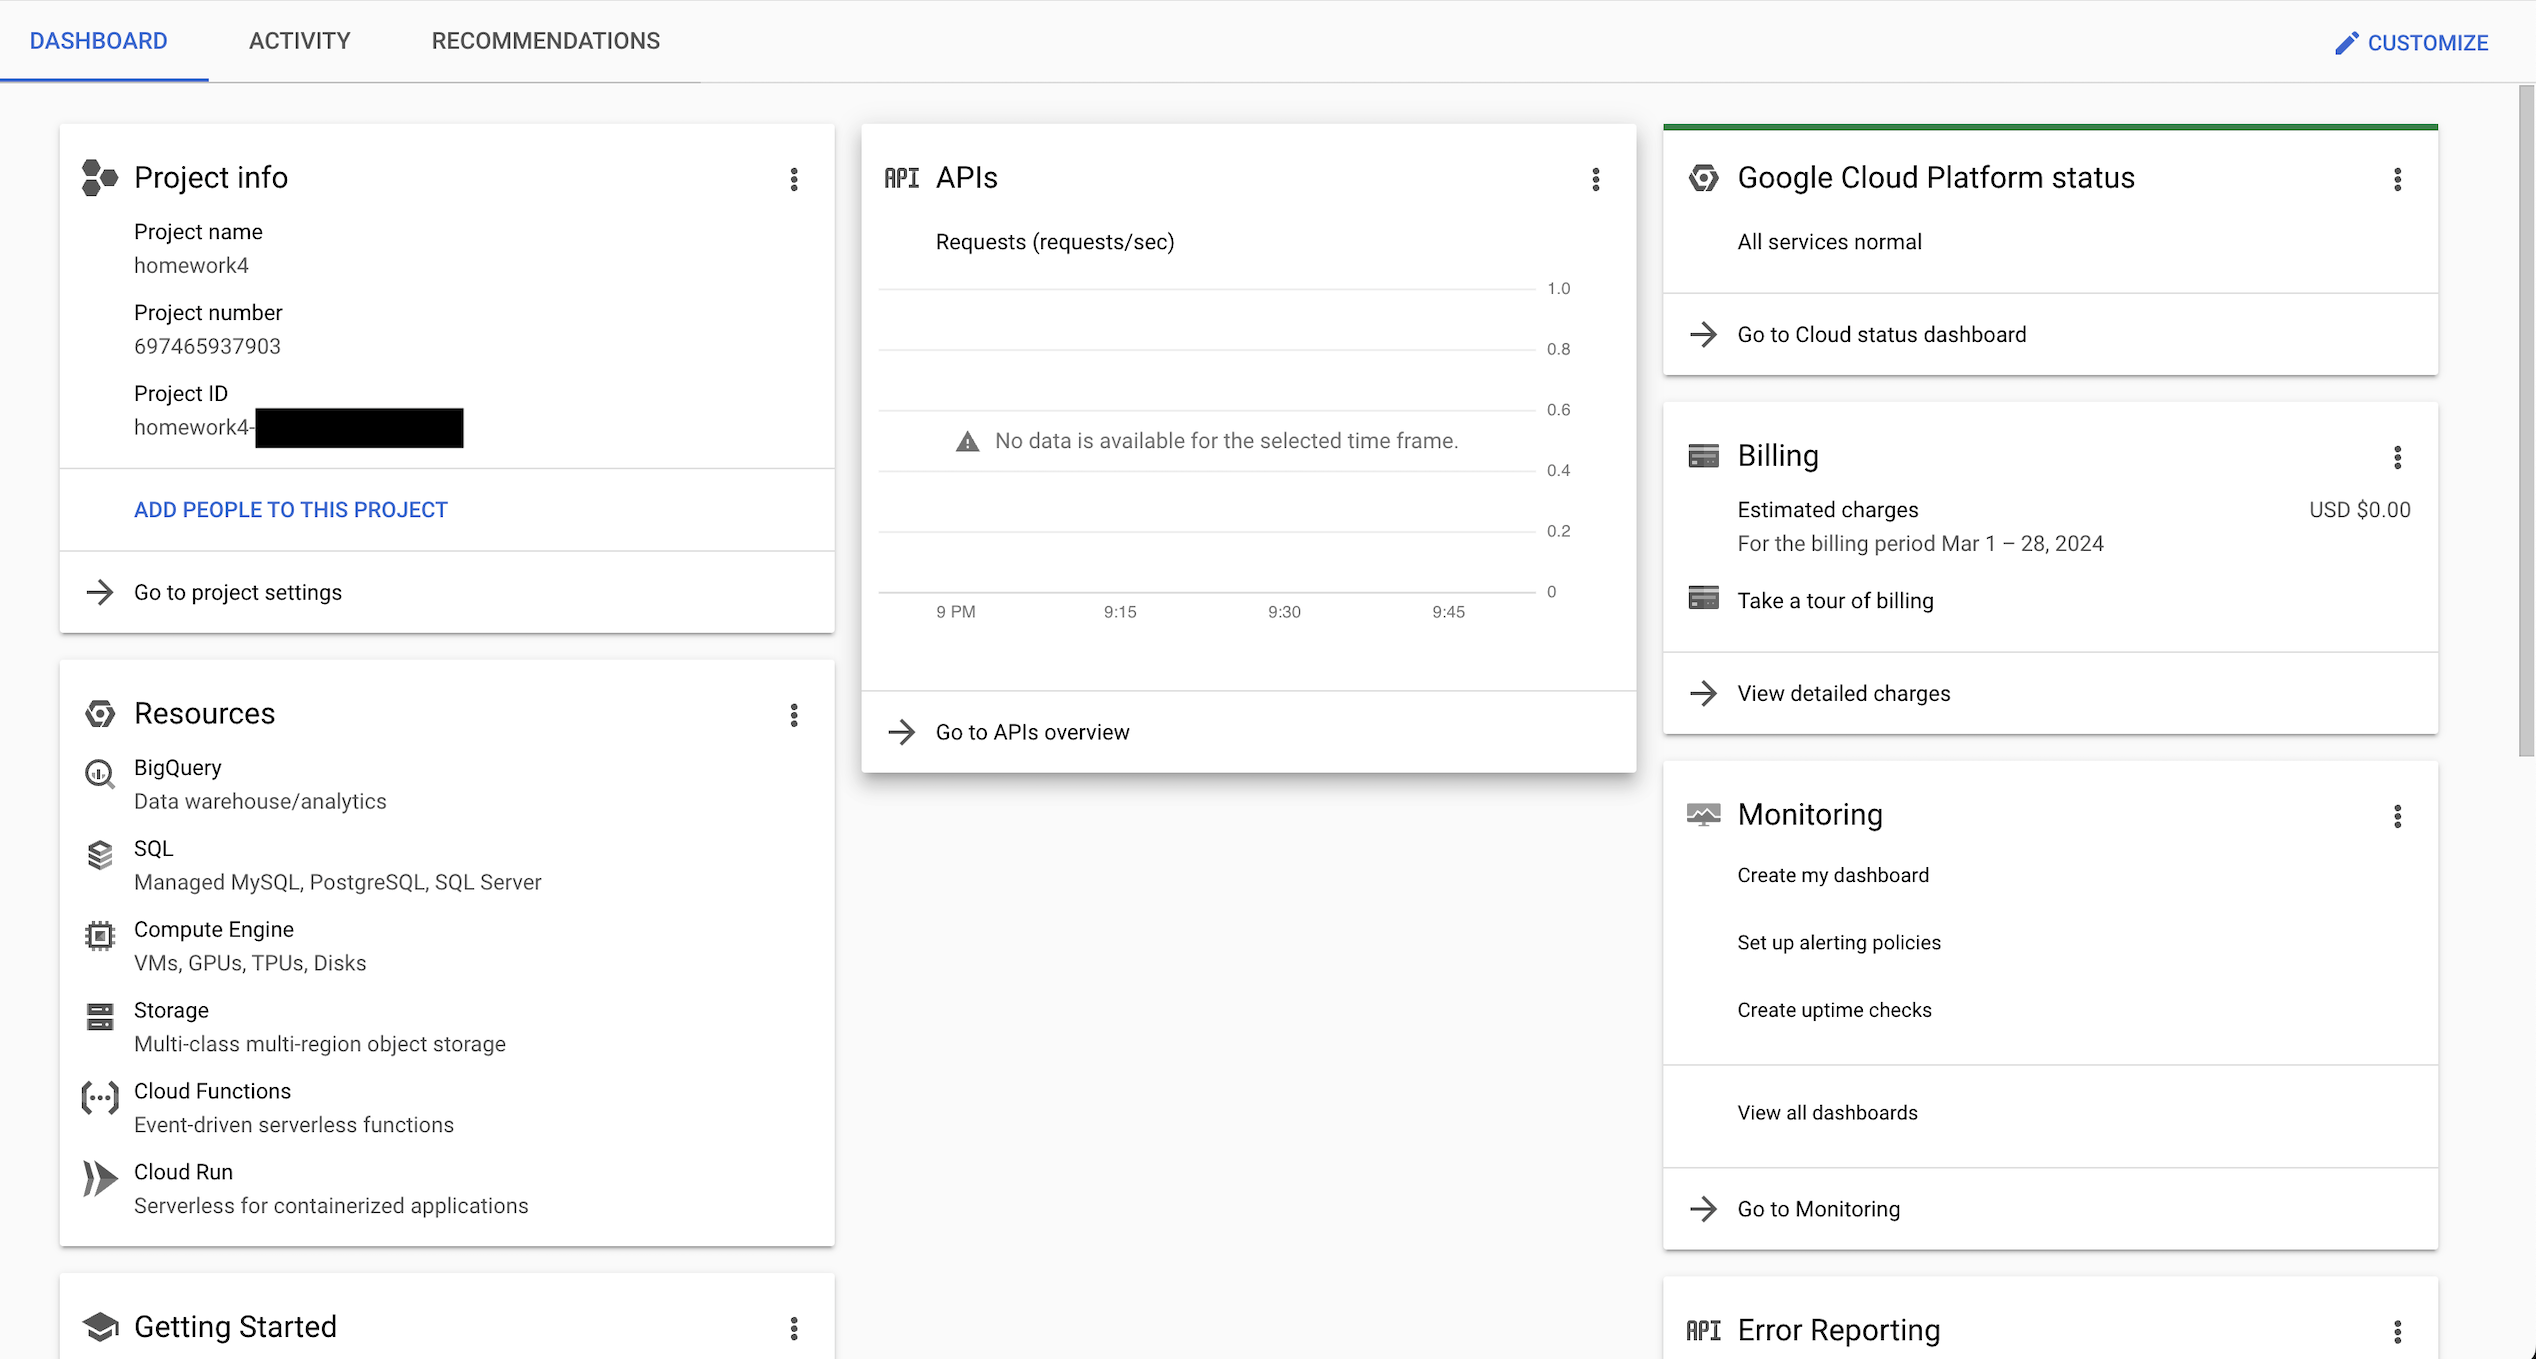 DASHBOARD
ACTIVITY
RECOMMENDATIONS
CUSTOMIZE
Project info
Project name
homework4
Project number
697465937903
Project ID
homework4-
ADD PEOPLE TO THIS PROJECT
Go to project settings
Resources
BigQuery
Data warehouse/analytics
SQL
Managed MySQL, PostgreSQL, SQL Server
Compute Engine
VMs, GPUs, TPUs, Disks
Storage
Multi-class multi-region object storage
Cloud Functions
Event-driven serverless functions
Cloud Run
Serverless for containerized applications
Getting Started
API APIs
Requests (requests/sec)
1.0
0.8
0.6
No data is available for the selected time frame.
0.4
0.2
0
9 PM 9:15 9:30 9:45
Go to APIs overview
Google Cloud Platform status
All services normal
Go to Cloud status dashboard
Billing
Estimated charges USD $0.00
For the billing period Mar 1 – 28, 2024
Take a tour of billing
View detailed charges
Monitoring
Create my dashboard
Set up alerting policies
Create uptime checks
View all dashboards
Go to Monitoring
API Error Reporting